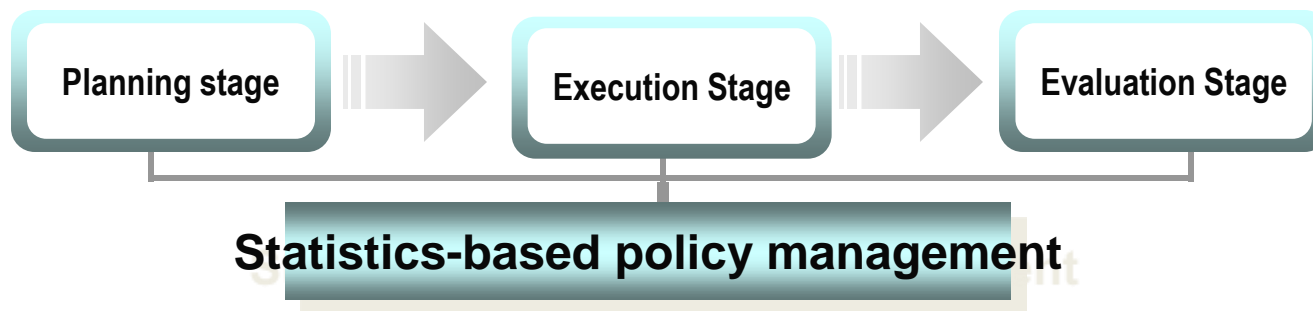 Planning stage
Execution Stage
Evaluation Stage
Statistics-based policy management